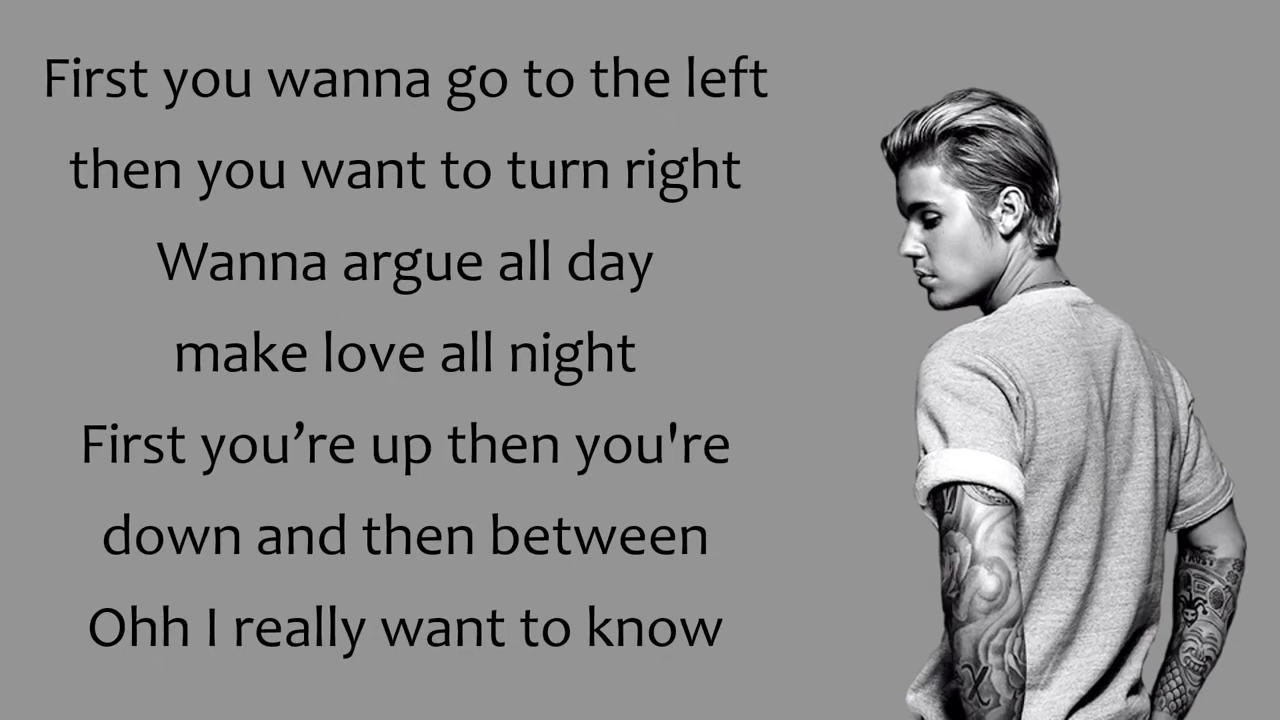 First you wanna go to the left
then you want to turn right
Wanna argue all day
make love all night
First you’re up then you're
down and then between
Ohh I really want to know
X